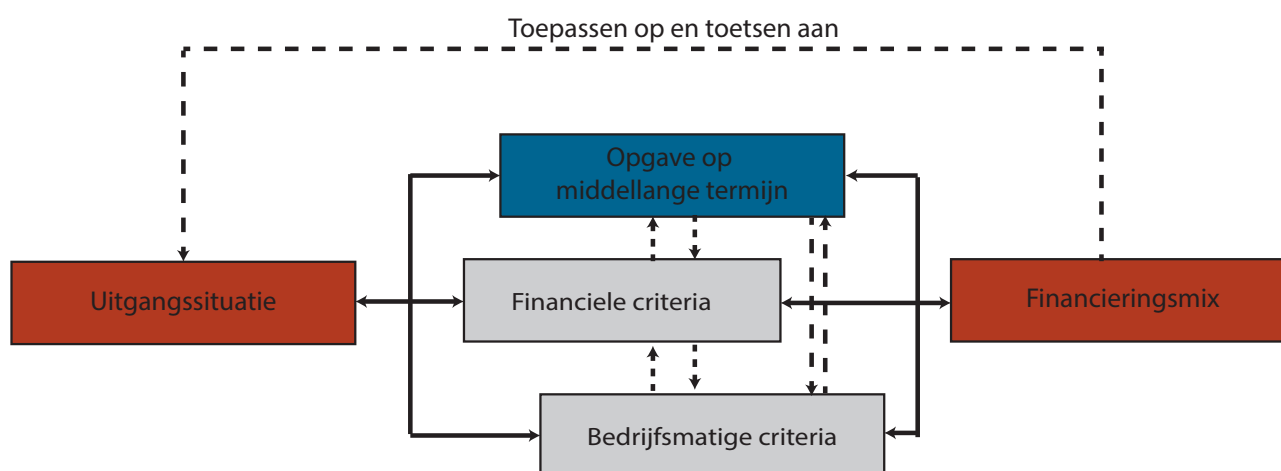 Toepassen op en toetsen aan
Opgave op
middellange termijn
Uitgangssituatie
Financiele criteria
Financieringsmix
Bedrijfsmatige criteria